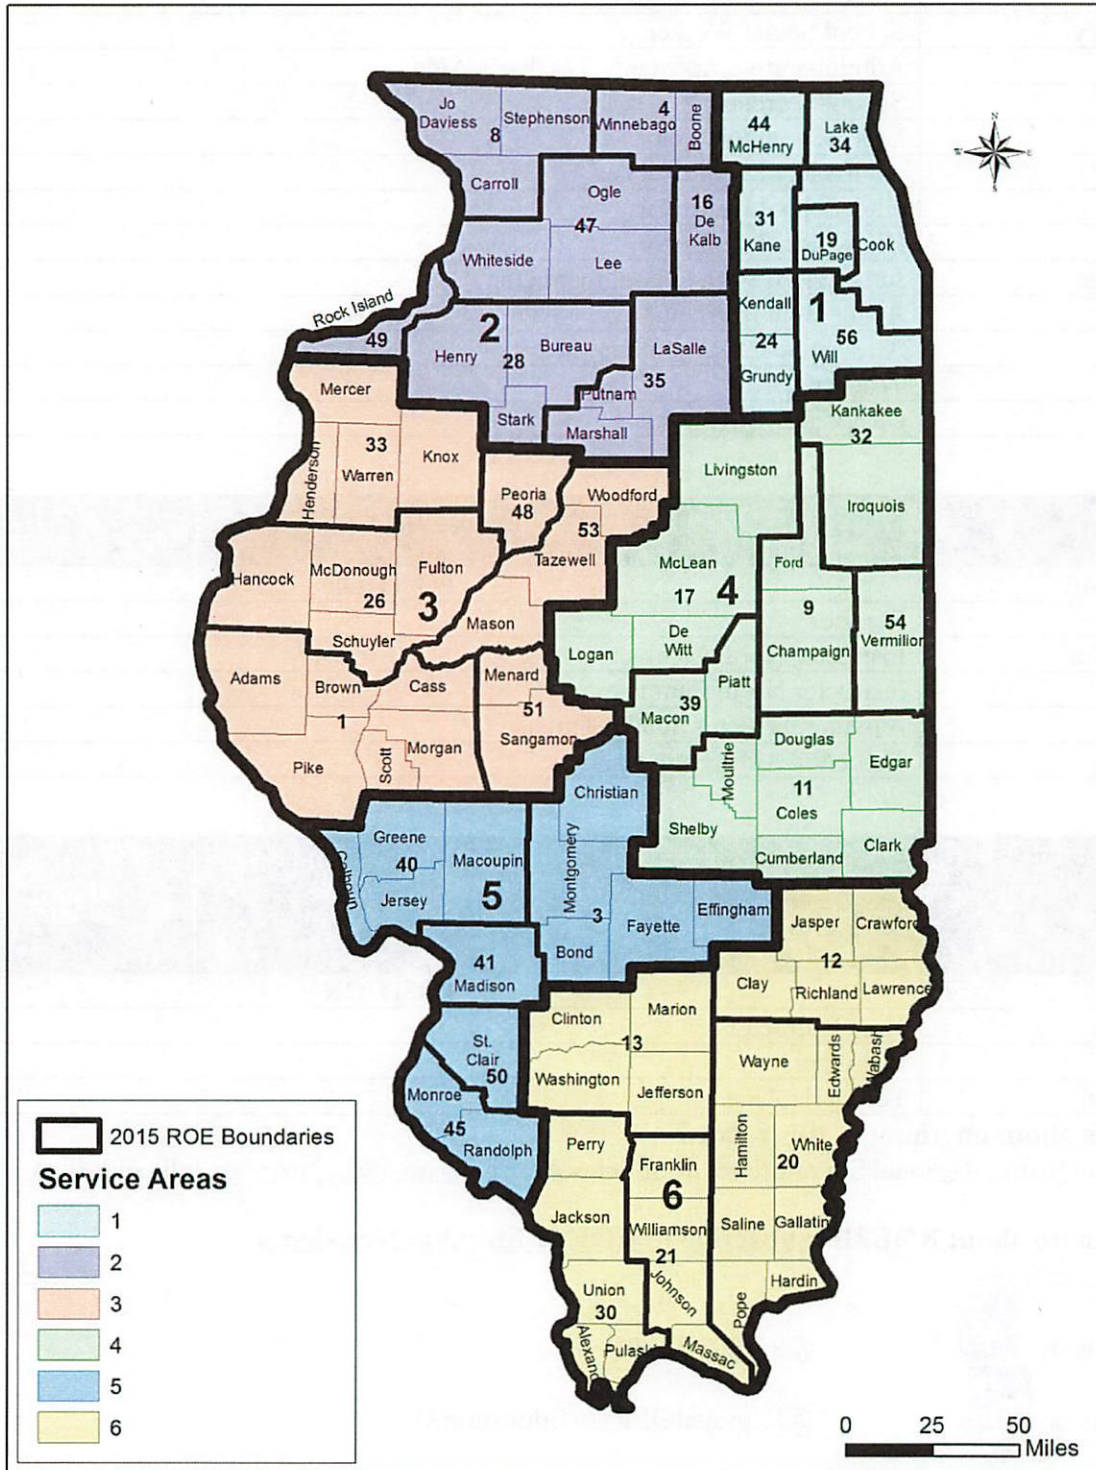 Jo
Daviess
8
Stephenson
4
Winnebago
Boone
44
McHenry
Lake
34
N
W
E
S
Carroll
Ogle
16
De
Kalb
31
Kane
19
DuPage
Cook
47
Whiteside
Lee
Rock Island
49
Kendall
24
Grundy
1
56
Will
2
Henry
28
Bureau
LaSalle
35
Putnam
Stark
Marshall
Kankakee
32
Mercer
33
Henderson
Warren
Knox
Peoria
48
Woodford
53
Tazewell
Livingston
Iroquois
Hancock
McDonough
26
Fulton
3
Mason
Schuyler
McLean
17
4
Ford
9
Champaign
54
Vermilion
Logan
De
Witt
Piatt
39
Macon
Adams
Brown
Cass
Menard
1
51
Sangamon
Pike
Scott
Morgan
Moultrie
Douglas
Edgar
11
Coles
Shelby
Cumberland
Clark
Christian
Greene
40
Calhoun
Jersey
Macoupin
5
Montgomery
3
Bond
Fayette
Effingham
41
Madison
Jasper
Crawford
12
Clay
Richland
Lawrence
Clinton
Marion
13
Washington
Jefferson
St.
Clair
50
Monroe
45
Randolph
Wayne
Edwards
Wabash
Perry
Franklin
6
Hamilton
White
20
Jackson
Williamson
21
Saline
Gallatin
Union
30
Johnson
Pope
Hardin
Pulaski
Massac
2015 ROE Boundaries
Service Areas
1
2
3
4
5
6
0 25 50
Miles